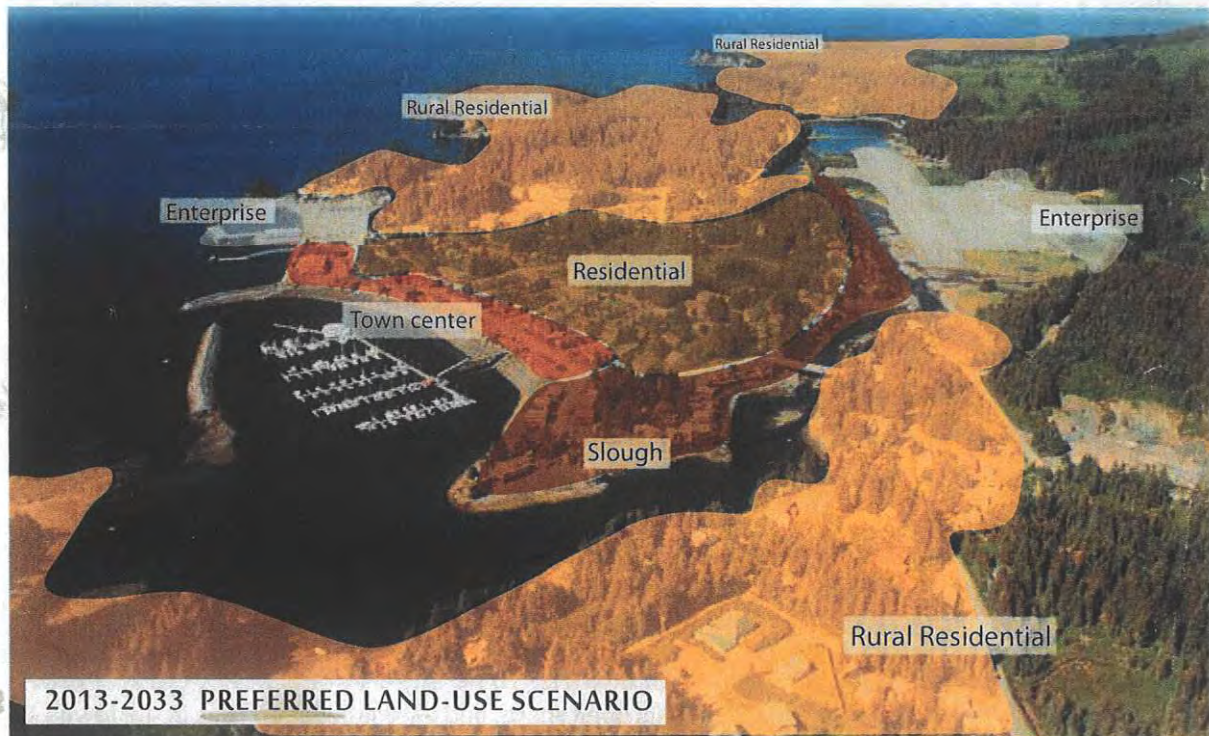 Rural Residential
Rural Residential
Enterprise
Enterprise
Residential
Town center
Slough
Rural Residential
2013-2033 PREFERRED LAND-USE SCENARIO